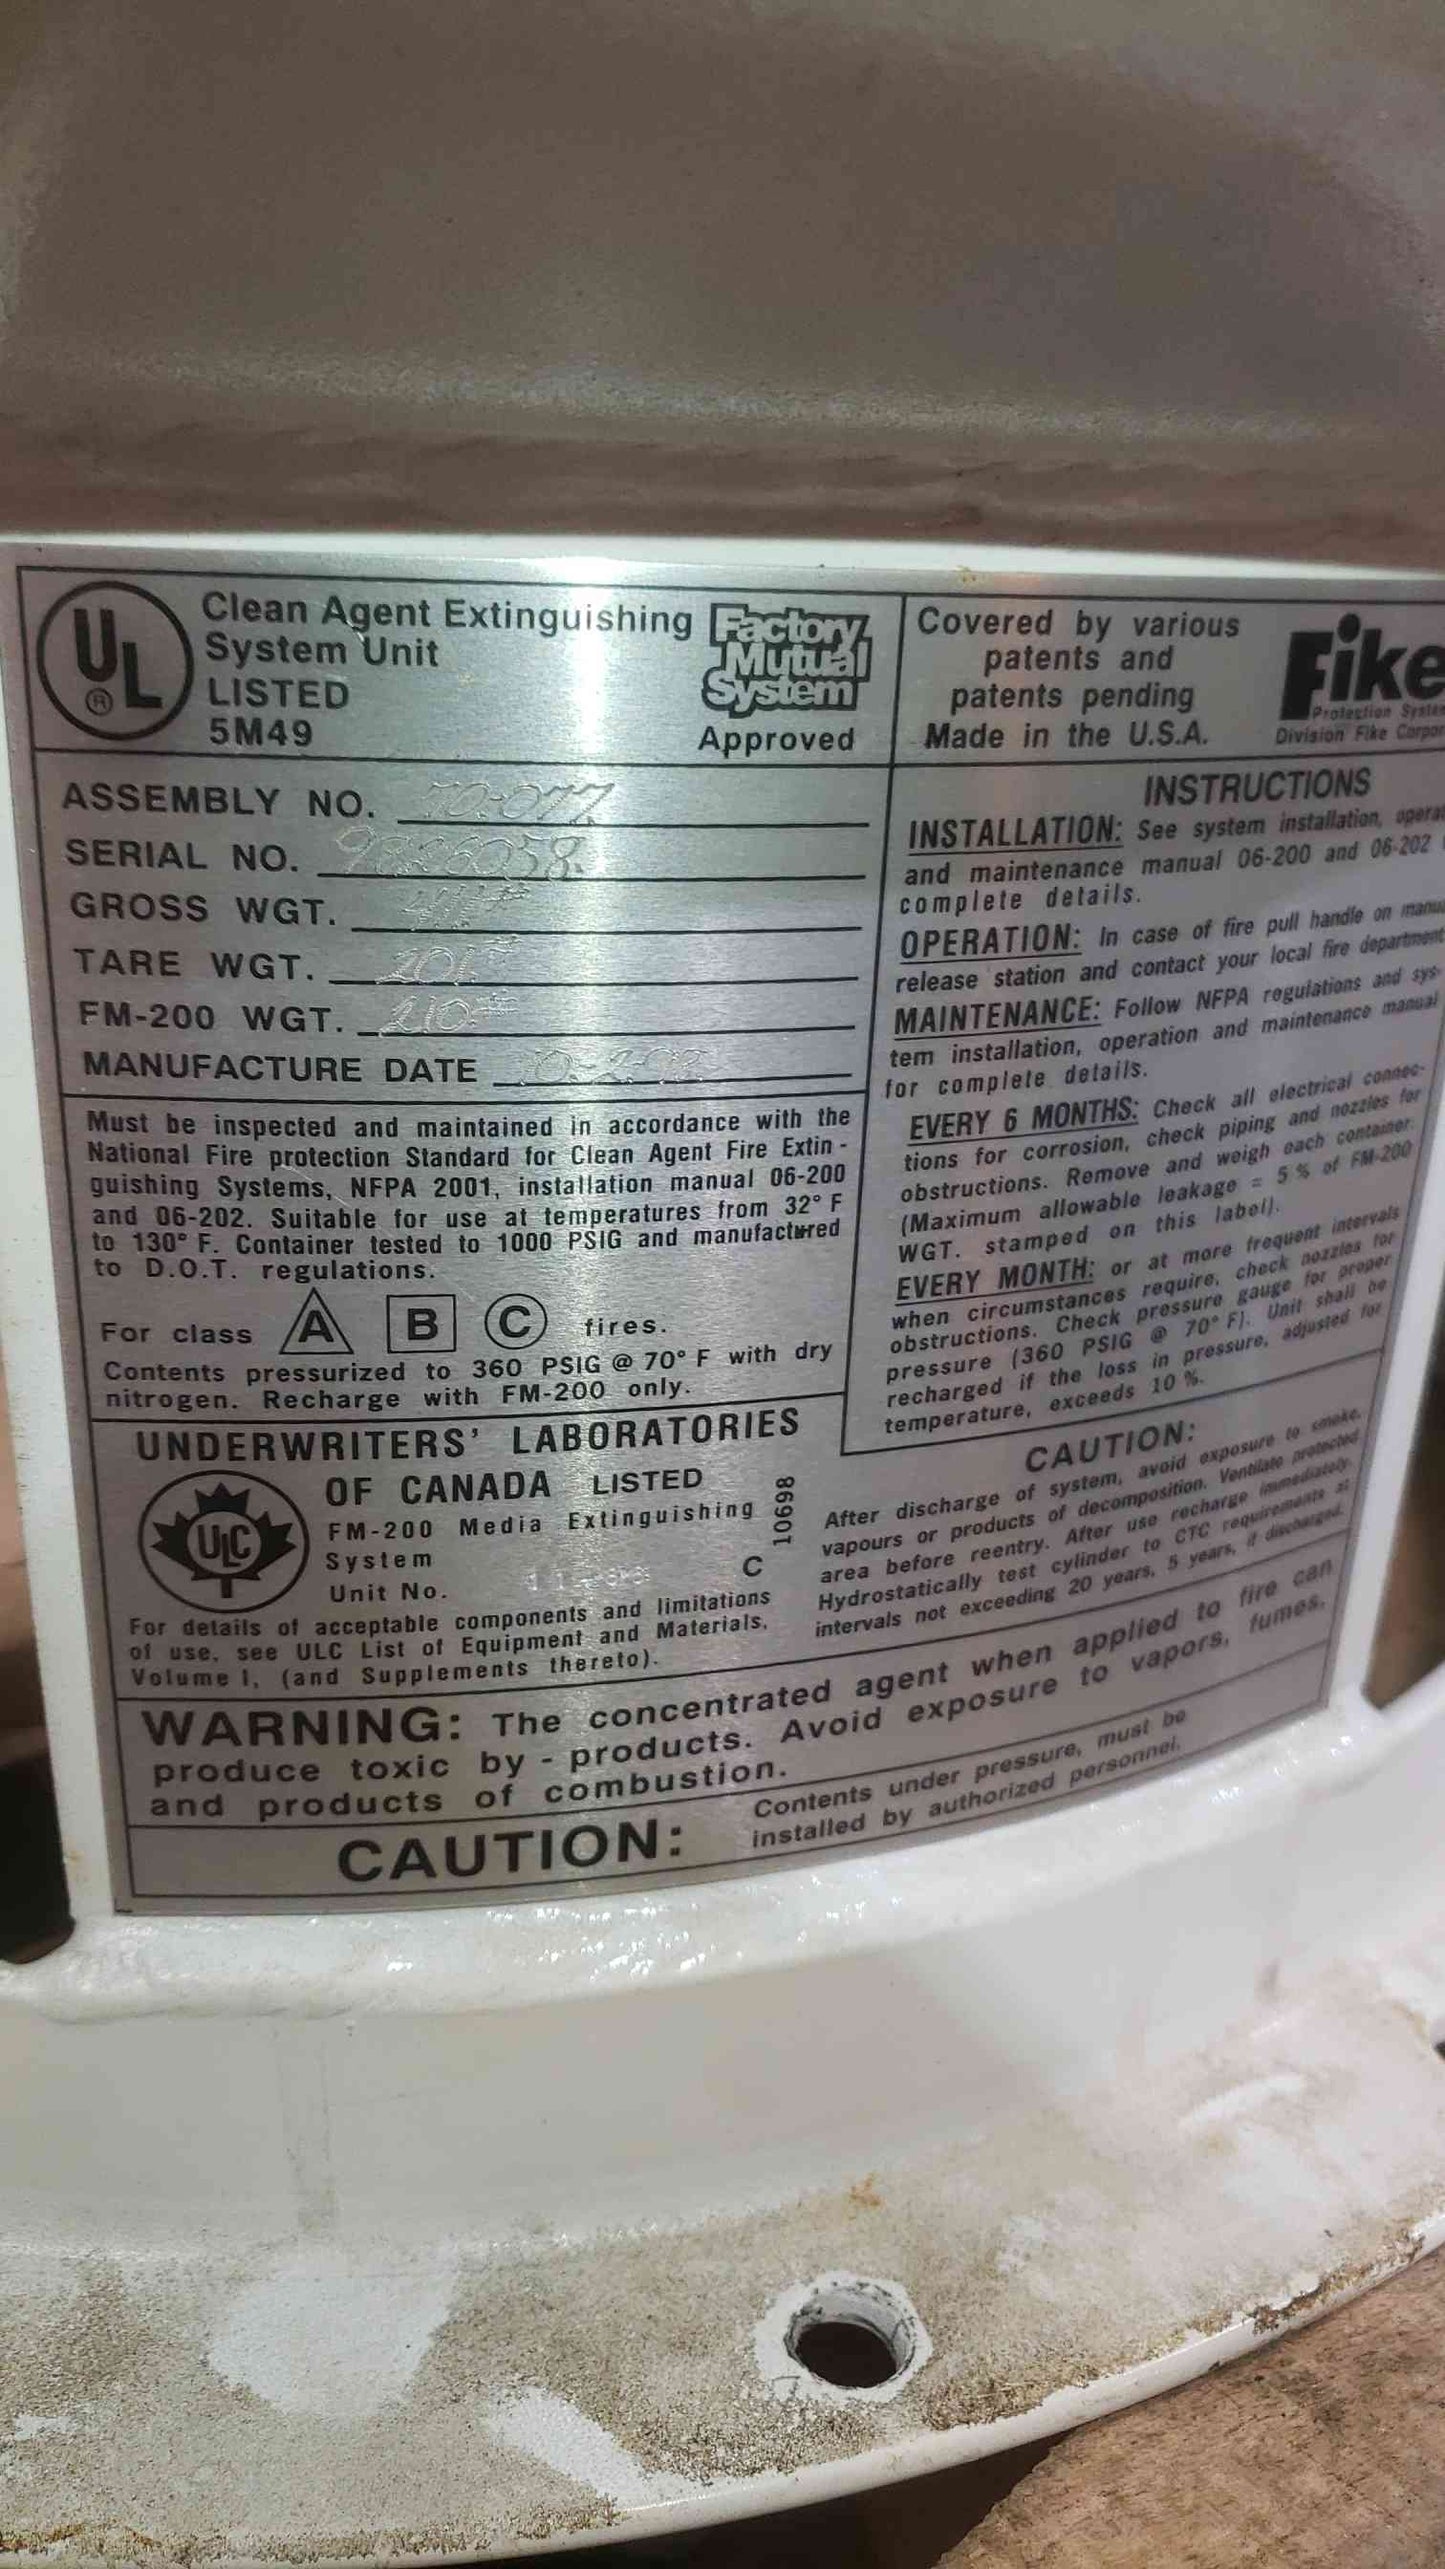 UL ®
Clean Agent Extinguishing
System Unit
LISTED
5M49
Factory
Mutual
System
Approved
Covered by various
patents and
patents pending
Made in the U.S.A.
Fike
Protection System
Division Fike Corpor
ASSEMBLY NO. 70-077
SERIAL NO.
GROSS WGT.
TARE WGT. 201
FM-200 WGT. 210
MANUFACTURE DATE
Must be inspected and maintained in accordance with the
National Fire protection Standard for Clean Agent Fire Extin -
guishing Systems, NFPA 2001, installation manual 06-200
and 06-202. Suitable for use at temperatures from 32° F
to 130° F. Container tested to 1000 PSIG and manufactured
to D.O.T. regulations.
For class A B C fires.
Contents pressurized to 360 PSIG @ 70° F with dry
nitrogen. Recharge with FM-200 only.
INSTRUCTIONS
INSTALLATION: See system installation, opera
and maintenance manual 06-200 and 06-202
complete details.
OPERATION: In case of fire pull handle on manu
release station and contact your local fire department
MAINTENANCE: Follow NFPA regulations and sys-
tem installation, operation and maintenance manual
for complete details.
EVERY 6 MONTHS: Check all electrical connec-
tions for corrosion, check piping and nozzles for
obstructions. Remove and weigh each container.
(Maximum allowable leakage = 5 % of FM-200
WGT. stamped on this label).
EVERY MONTH: or at more frequent intervals
when circumstances require, check nozzles for
obstructions. Check pressure gauge for proper
pressure (360 PSIG @ 70° F). Unit shall be
recharged if the loss in pressure, adjusted for
temperature, exceeds 10 %.
UNDERWRITERS' LABORATORIES
OF CANADA LISTED
ULC
FM-200 Media Extinguishing
System
Unit No.
C 10698
For details of acceptable components and limitations
of use, see ULC List of Equipment and Materials,
Volume I, (and Supplements thereto).
CAUTION:
After discharge of system, avoid exposure to smoke,
vapours or products of decomposition. Ventilate protected
area before reentry. After use recharge immediately.
Hydrostatically test cylinder to CTC requirements at
intervals not exceeding 20 years, 5 years, if discharged.
WARNING: The concentrated agent when applied to fire can
produce toxic by - products. Avoid exposure to vapors, fumes,
and products of combustion.
CAUTION: Contents under pressure, must be
installed by authorized personnel.